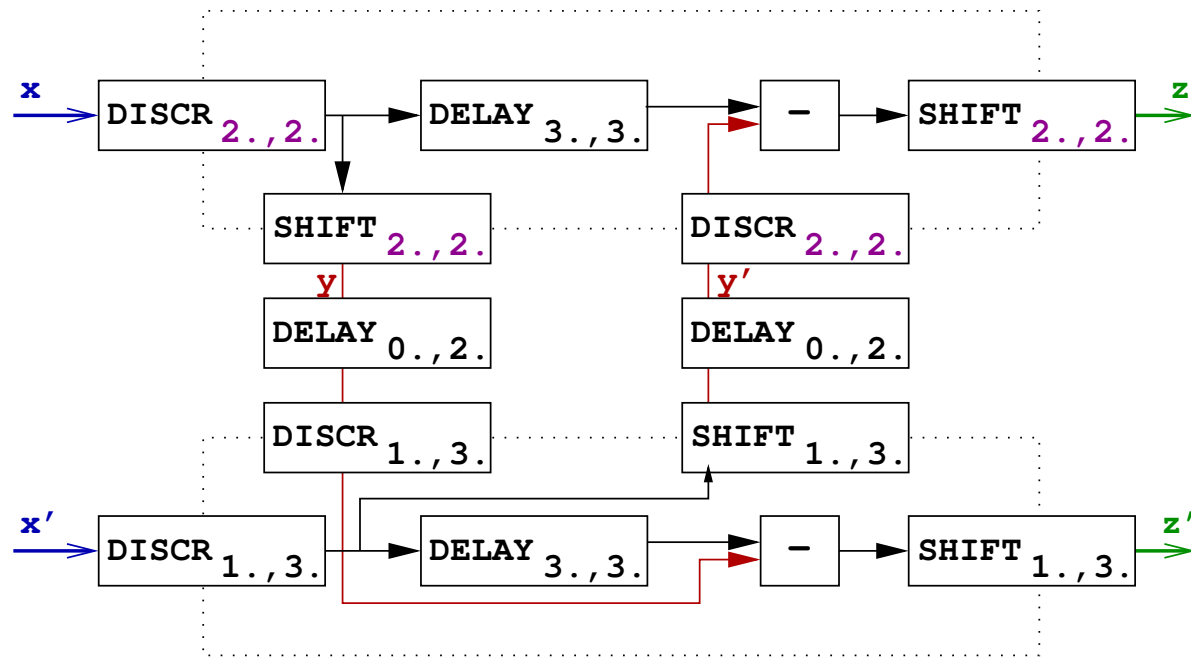 x
z
DISCR 2.,2.
DELAY 3.,3.
-
SHIFT 2.,2.
SHIFT 2.,2.
DISCR 2.,2.
y
y'
DELAY 0.,2.
DELAY 0.,2.
DISCR 1.,3.
SHIFT 1.,3.
x'
z'
DISCR 1.,3.
DELAY 3.,3.
-
SHIFT 1.,3.